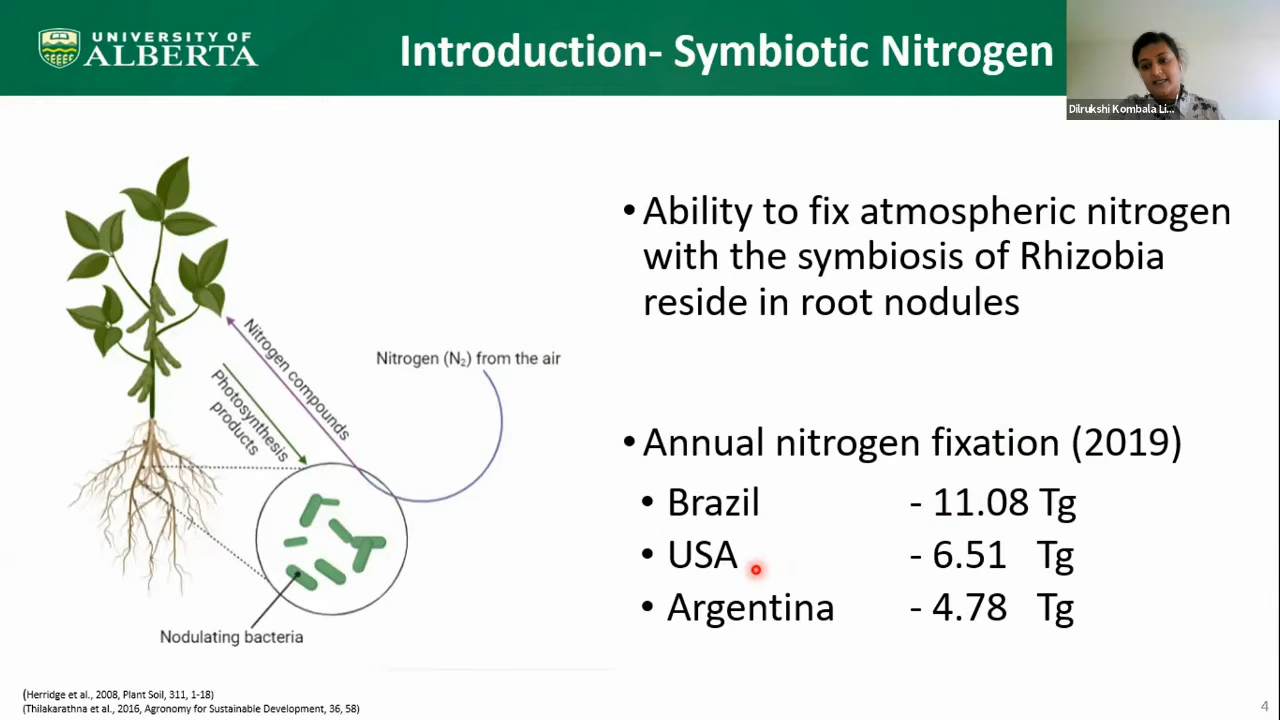 UNIVERSITY OF
ALBERTA
Introduction- Symbiotic Nitrogen
Dilrukshi Kombala Li...
•Ability to fix atmospheric nitrogen
with the symbiosis of Rhizobia
reside in root nodules
Nitrogen compounds
Photosynthesis
products
Nitrogen (N₂) from the air
Nodulating bacteria
•Annual nitrogen fixation (2019)
• Brazil - 11.08 Tg
• USA - 6.51 Tg
• Argentina - 4.78 Tg
(Herridge et al., 2008, Plant Soil, 311, 1-18)
(Thilakarathna et al., 2016, Agronomy for Sustainable Development, 36, 58)
4